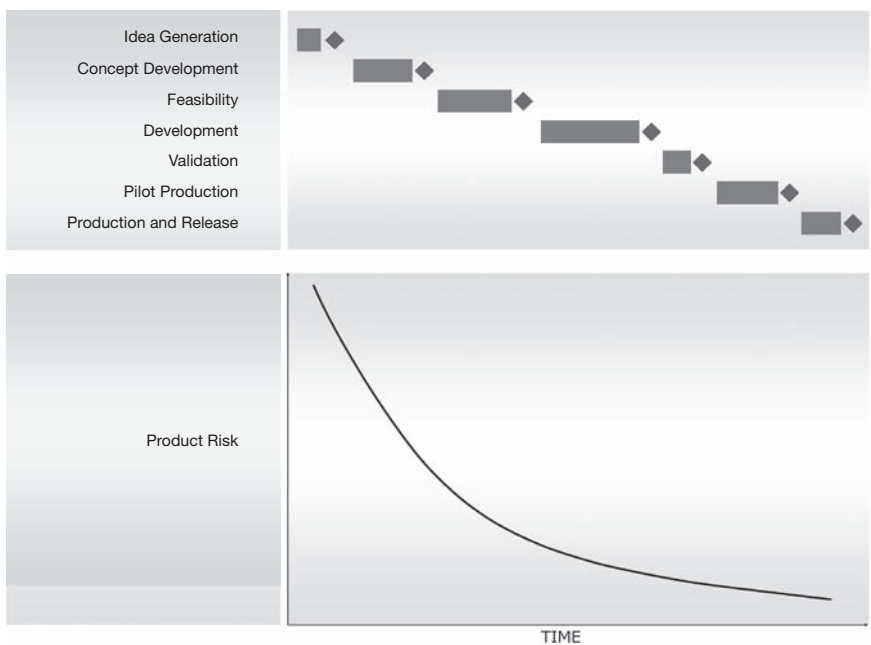 Idea Generation
Concept Development
Feasibility
Development
Validation
Pilot Production
Production and Release
Product Risk
TIME